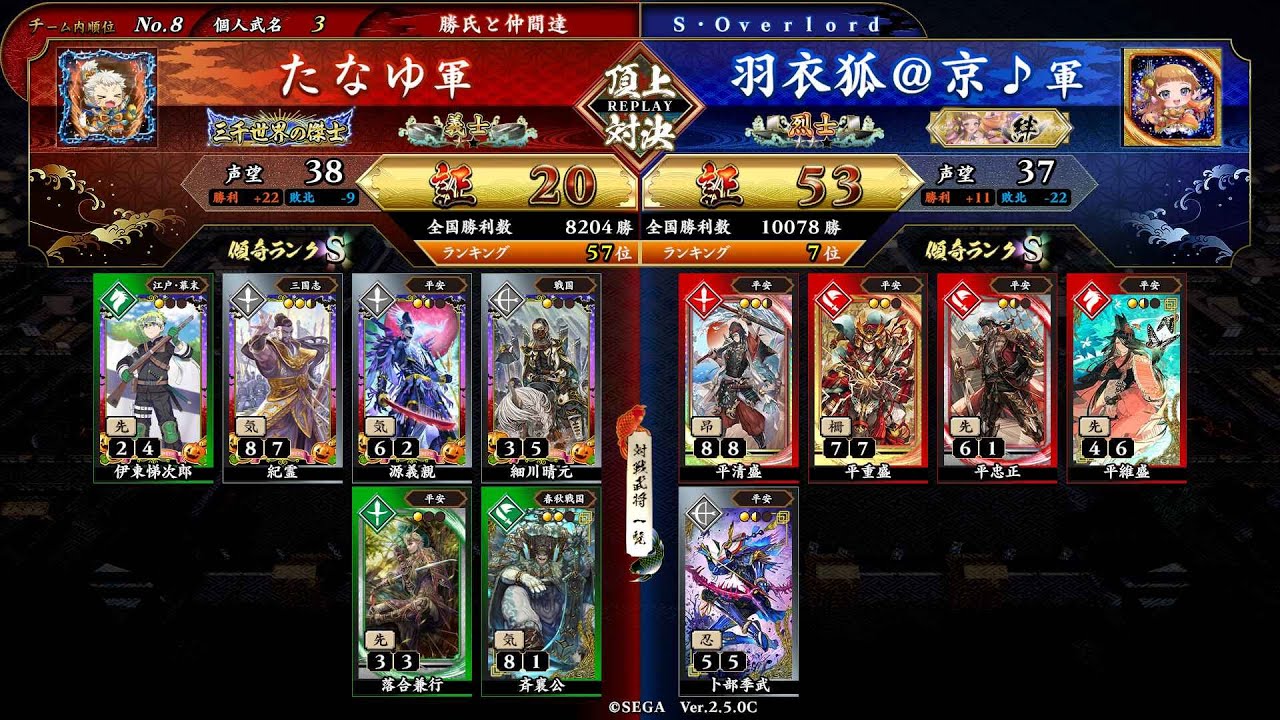 チーム内順位 No.8 個人武名 3
勝氏と仲間達
S・Overlord
たなゆ軍
頂上
REPLAY
対決
羽衣狐@京♪軍
三千世界の傑士
義士
烈士
絆
声望 38
勝利 +22 敗北 -9
証 20
証 53
声望 37
勝利 +11 敗北 -22
全国勝利数 8204勝
全国勝利数 10078勝
傾奇ランクS
ランキング 57位
ランキング 7位
傾奇ランクS
江戸・幕末
三国志
平安
戦国
平安
平安
平安
平安
先
2 4
伊東悌次郎
気
8 7
紀霊
気
6 2
源義親
3 5
細川晴元
昂
8 8
平清盛
柵
7 7
平重盛
先
6 1
平忠正
先
4 6
平維盛
対戦武将一覧
平安
春秋戦国
平安
先
3 3
落合兼行
気
8 1
斉襄公
忍
5 5
卜部季武
©SEGA Ver.2.5.0C